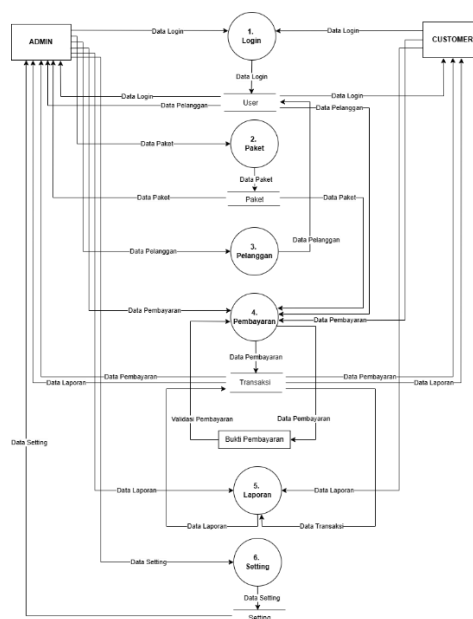 ADMIN
Data Login
1.
Login
Data Login
CUSTOMER
Data Login
Data Login
User
Data Login
Data Pelanggan
Data Pelanggan
2.
Paket
Data Paket
Data Paket
Data Paket
Paket
Data Paket
3.
Pelanggan
Data Pelanggan
Data Pelanggan
4.
Pembayaran
Data Pembayaran
Data Pembayaran
Data Pembayaran
Data Pembayaran
Transaksi
Data Pembayaran
Data Laporan
Data Laporan
Validasi Pembayaran
Data Pembayaran
Bukti Pembayaran
Data Setting
5.
Laporan
Data Laporan
Data Laporan
Data Laporan
Data Transaksi
6.
Setting
Data Setting
Data Setting
Setting